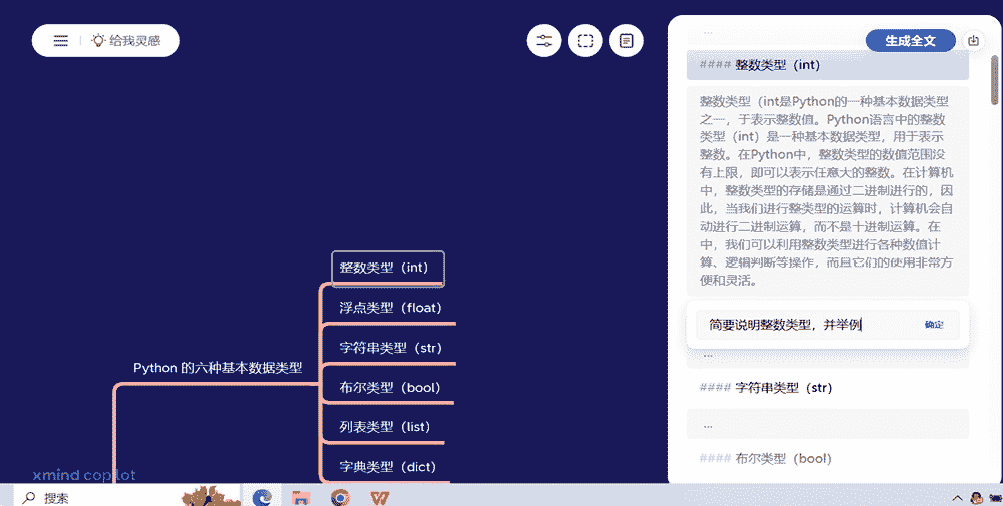 给我灵感
生成全文
...
#### 整数类型（int）
整数类型（int是Python的一种基本数据类型
之一，于表示整数值。Python语言中的整数
类型（int）是一种基本数据类型，用于表示
整数。在Python中，整数类型的数值范围没
有上限，即可以表示任意大的整数。在计算机
中，整数类型的存储是通过二进制进行的，因
此，当我们进行整类型的运算时，计算机会自
动进行二进制运算，而不是十进制运算。在
中，我们可以利用整数类型进行各种数值计
算、逻辑判断等操作，而且它们的使用非常方
便和灵活。
简要说明整数类型，并举例
确定
...
#### 字符串类型（str）
...
#### 布尔类型（bool）
Python 的六种基本数据类型
整数类型（int）
浮点类型（float）
字符串类型（str）
布尔类型（bool）
列表类型（list）
字典类型（dict）
xmind copilot
搜索